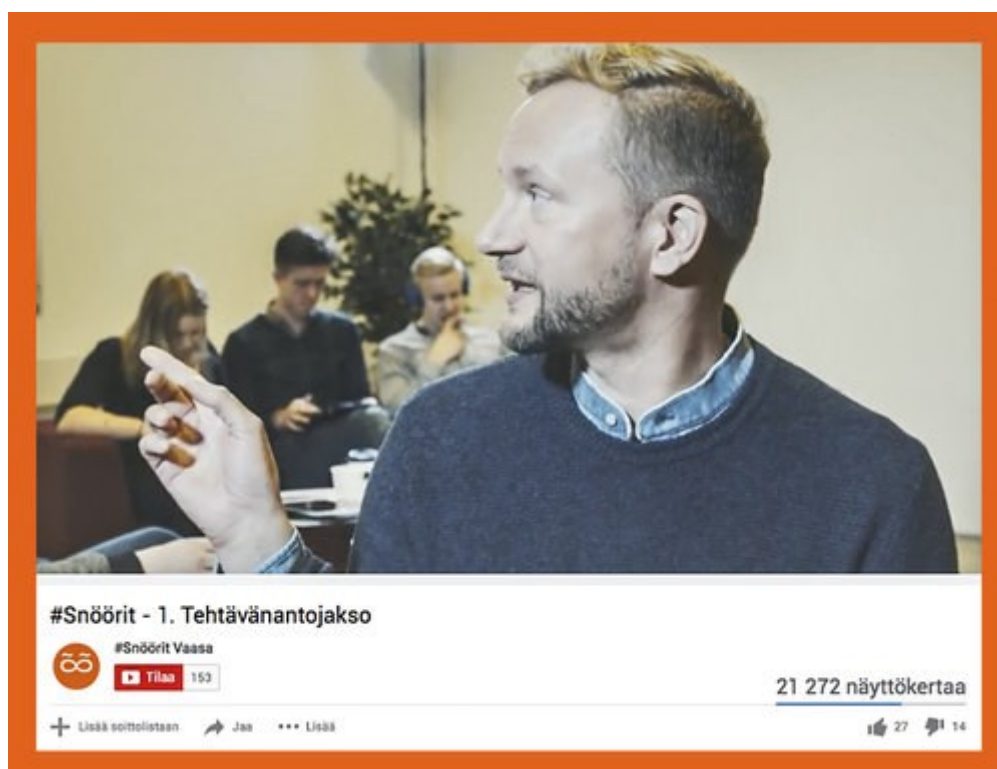 #Snöörit - 1. Tehtävänantojakso
#Snöörit Vaasa
Tilaa 153
21 272 näyttökertaa
Lisää soittolistaan Jaa Lisää
27 14